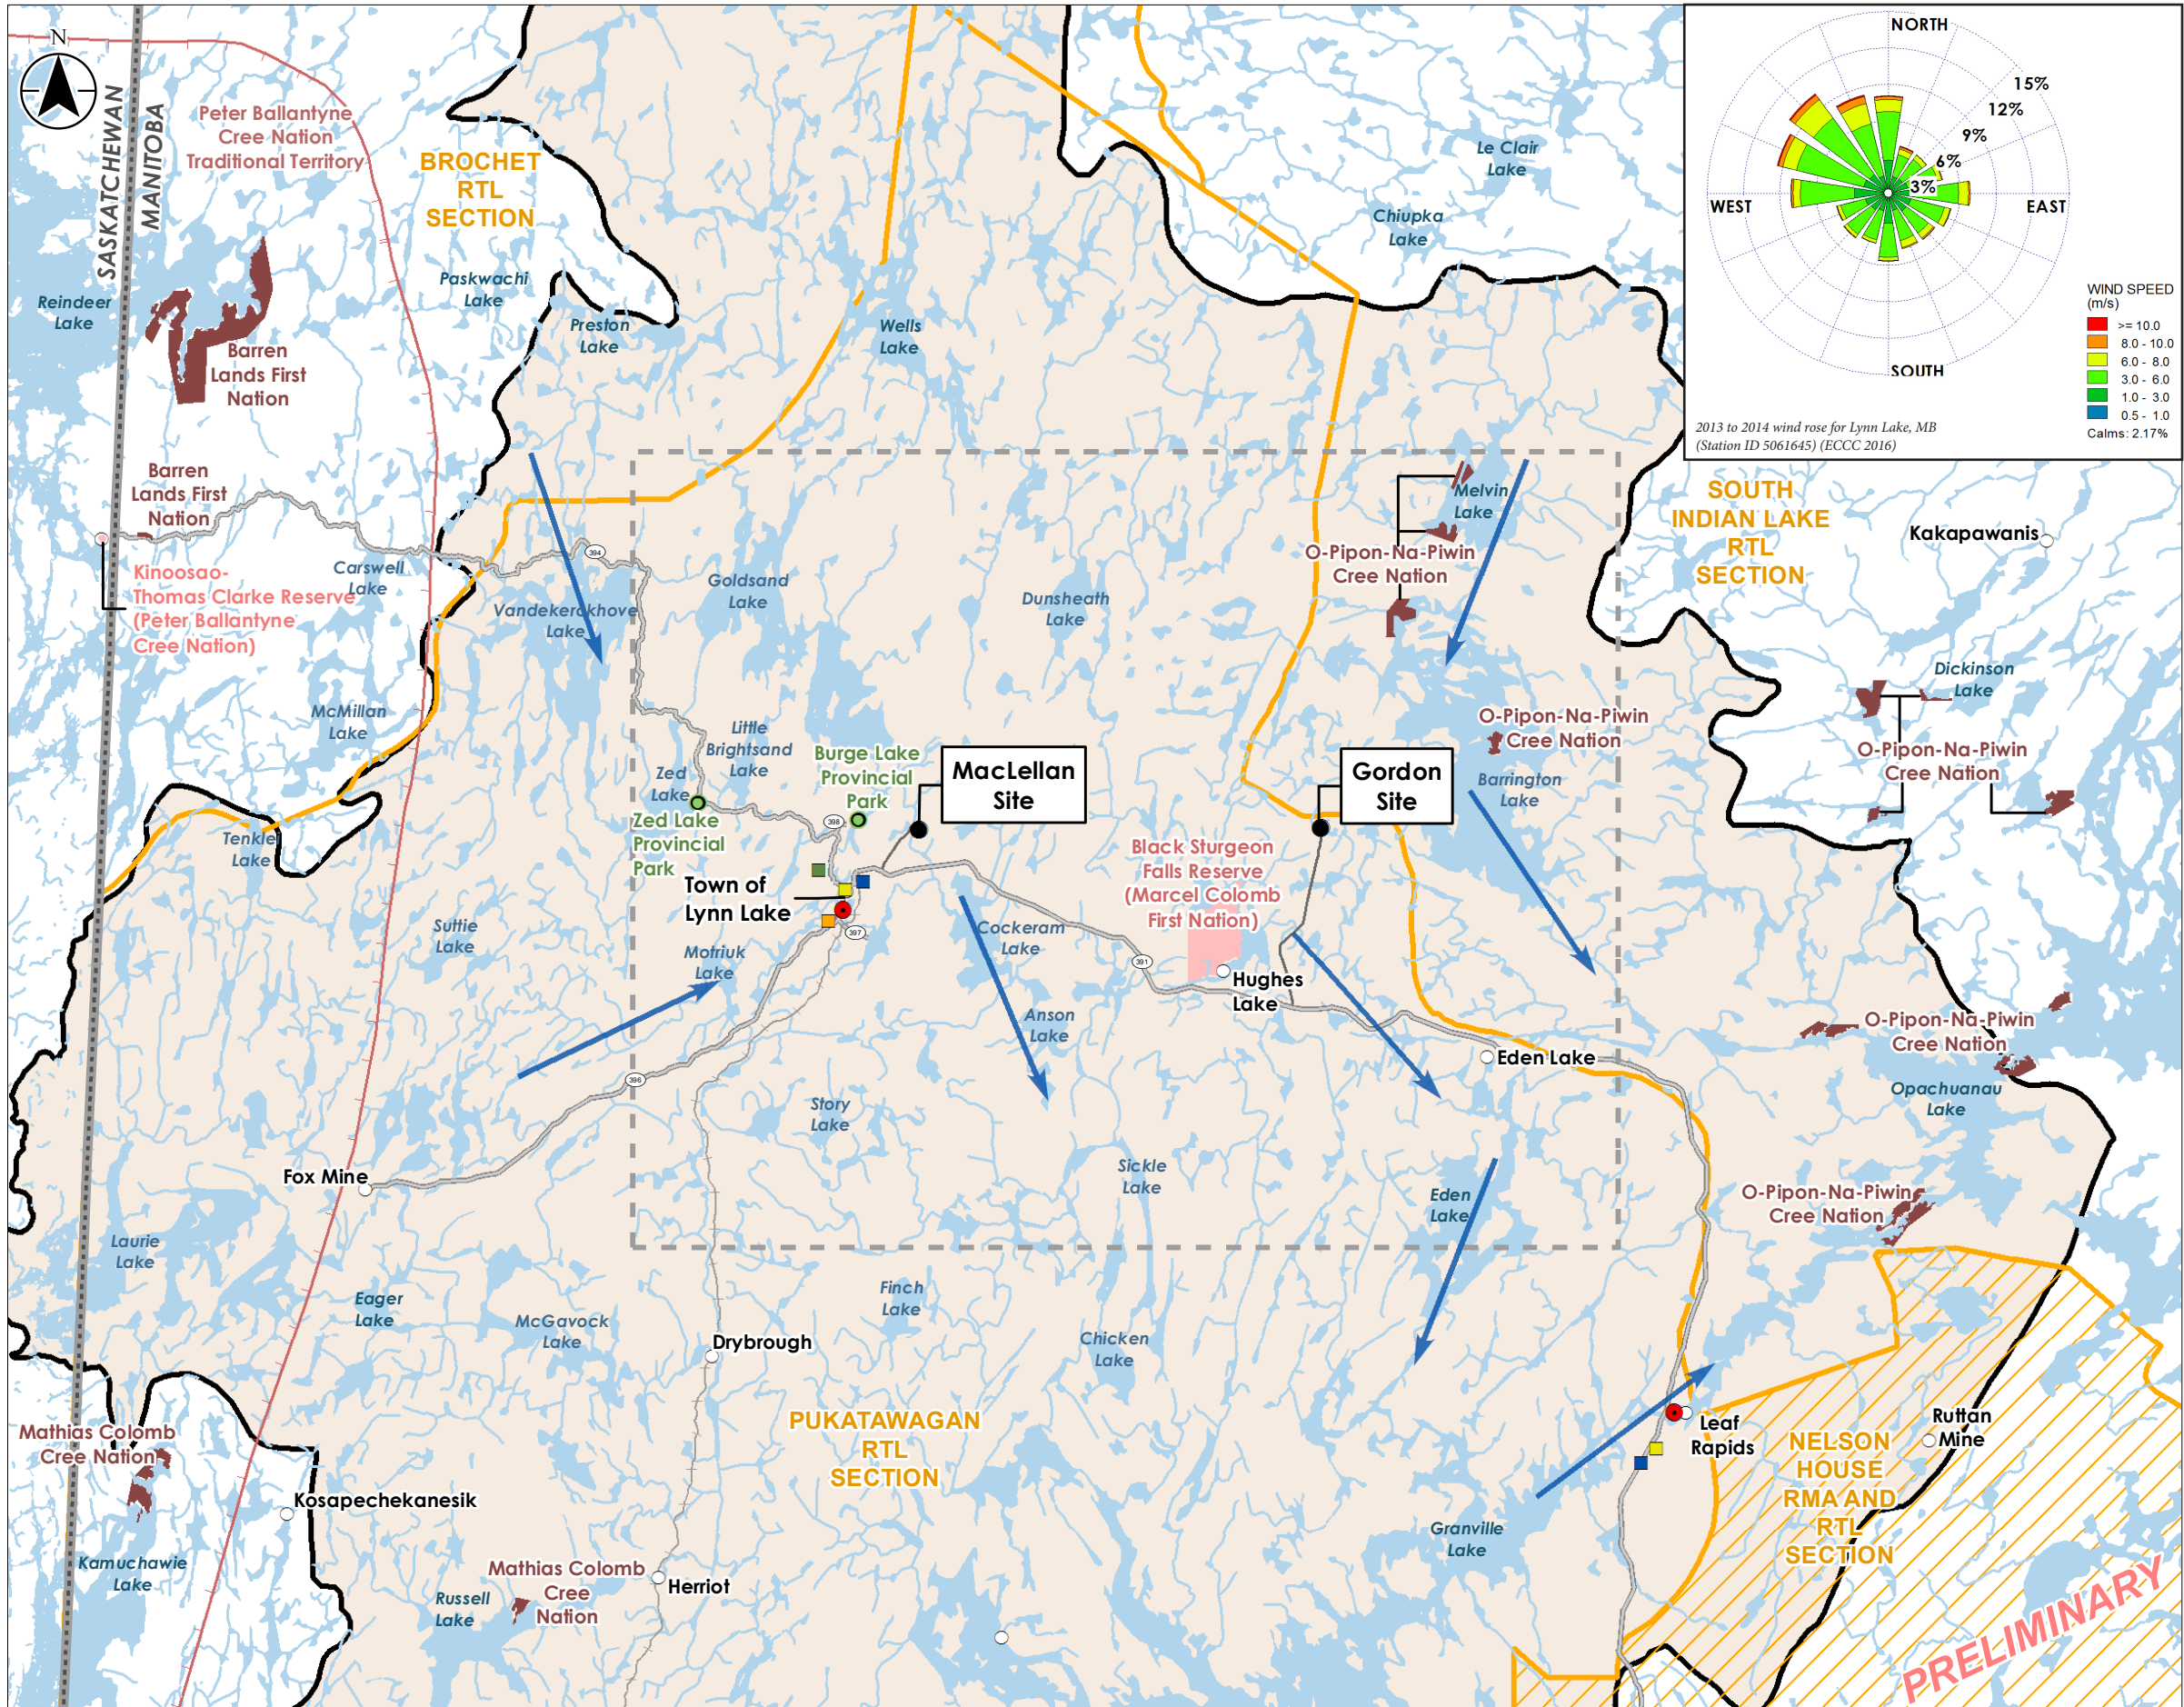 N
SASKATCHEWAN
MANITOBA
Peter Ballantyne
Cree Nation
Traditional Territory
BROCHET
RTL
SECTION
Reindeer
Lake
Paskwachi
Lake
Preston
Lake
Wells
Lake
Le Clair
Lake
Chiupka
Lake
Barren
Lands First
Nation
NORTH
15%
12%
9%
6%
3%
WEST
EAST
SOUTH
WIND SPEED
(m/s)
>= 10.0
8.0 - 10.0
6.0 - 8.0
3.0 - 6.0
1.0 - 3.0
0.5 - 1.0
Calms: 2.17%
2013 to 2014 wind rose for Lynn Lake, MB
(Station ID 5061645) (ECCC 2016)
Barren
Lands First
Nation
Kinoosao-
Thomas Clarke Reserve
(Peter Ballantyne
Cree Nation)
Carswell
Lake
394
Vandekerckhove
Lake
Goldsand
Lake
Dunsheath
Lake
Melvin
Lake
O-Pipon-Na-Piwin
Cree Nation
SOUTH
INDIAN LAKE
RTL
SECTION
Kakapawanis
Dickinson
Lake
O-Pipon-Na-Piwin
Cree Nation
McMillan
Lake
Little
Brightsand
Lake
Zed
Lake
Burge Lake
Provincial
Park
Zed Lake
Provincial
Park
398
MacLellan
Site
Gordon
Site
O-Pipon-Na-Piwin
Cree Nation
Barrington
Lake
Tenklei
Lake
Town of
Lynn Lake
397
Black Sturgeon
Falls Reserve
(Marcel Colomb
First Nation)
Suttie
Lake
Motriuk
Lake
Cockeram
Lake
391
Hughes
Lake
Anson
Lake
Eden Lake
O-Pipon-Na-Piwin
Cree Nation
Opachuanau
Lake
396
Story
Lake
Fox Mine
Sickle
Lake
Eden
Lake
O-Pipon-Na-Piwin
Cree Nation
Laurie
Lake
Eager
Lake
McGavock
Lake
Finch
Lake
Drybrough
Chicken
Lake
Mathias Colomb
Cree Nation
PUKATAWAGAN
RTL
SECTION
Leaf
Rapids
Ruttan
Mine
NELSON
HOUSE
RMA AND
RTL
SECTION
Kosapechekanesik
Granville
Lake
Kamuchawie
Lake
Russell
Lake
Mathias Colomb
Cree
Nation
Herriot
PRELIMINARY